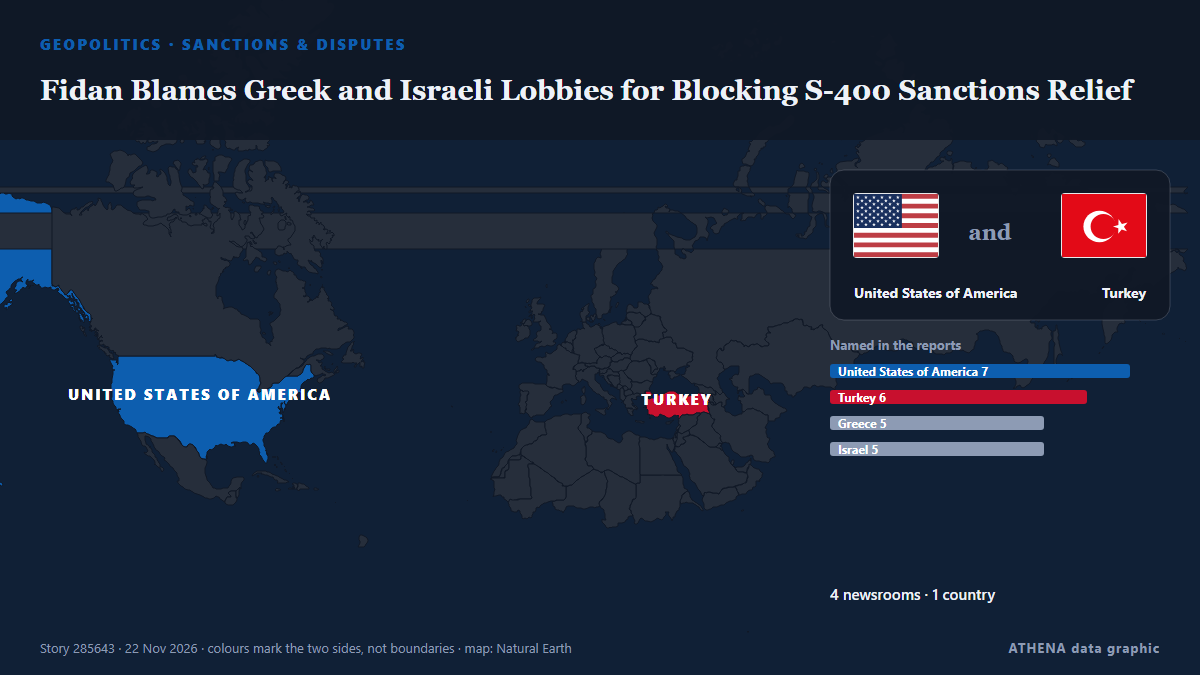 GEOPOLITICS · SANCTIONS & DISPUTES
Fidan Blames Greek and Israeli Lobbies for Blocking S-400 Sanctions Relief
and
United States of America
Turkey
Named in the reports
United States of America 7
Turkey 6
Greece 5
Israel 5
UNITED STATES OF AMERICA
TURKEY
4 newsrooms · 1 country
Story 285643 · 22 Nov 2026 · colours mark the two sides, not boundaries · map: Natural Earth
ATHENA data graphic